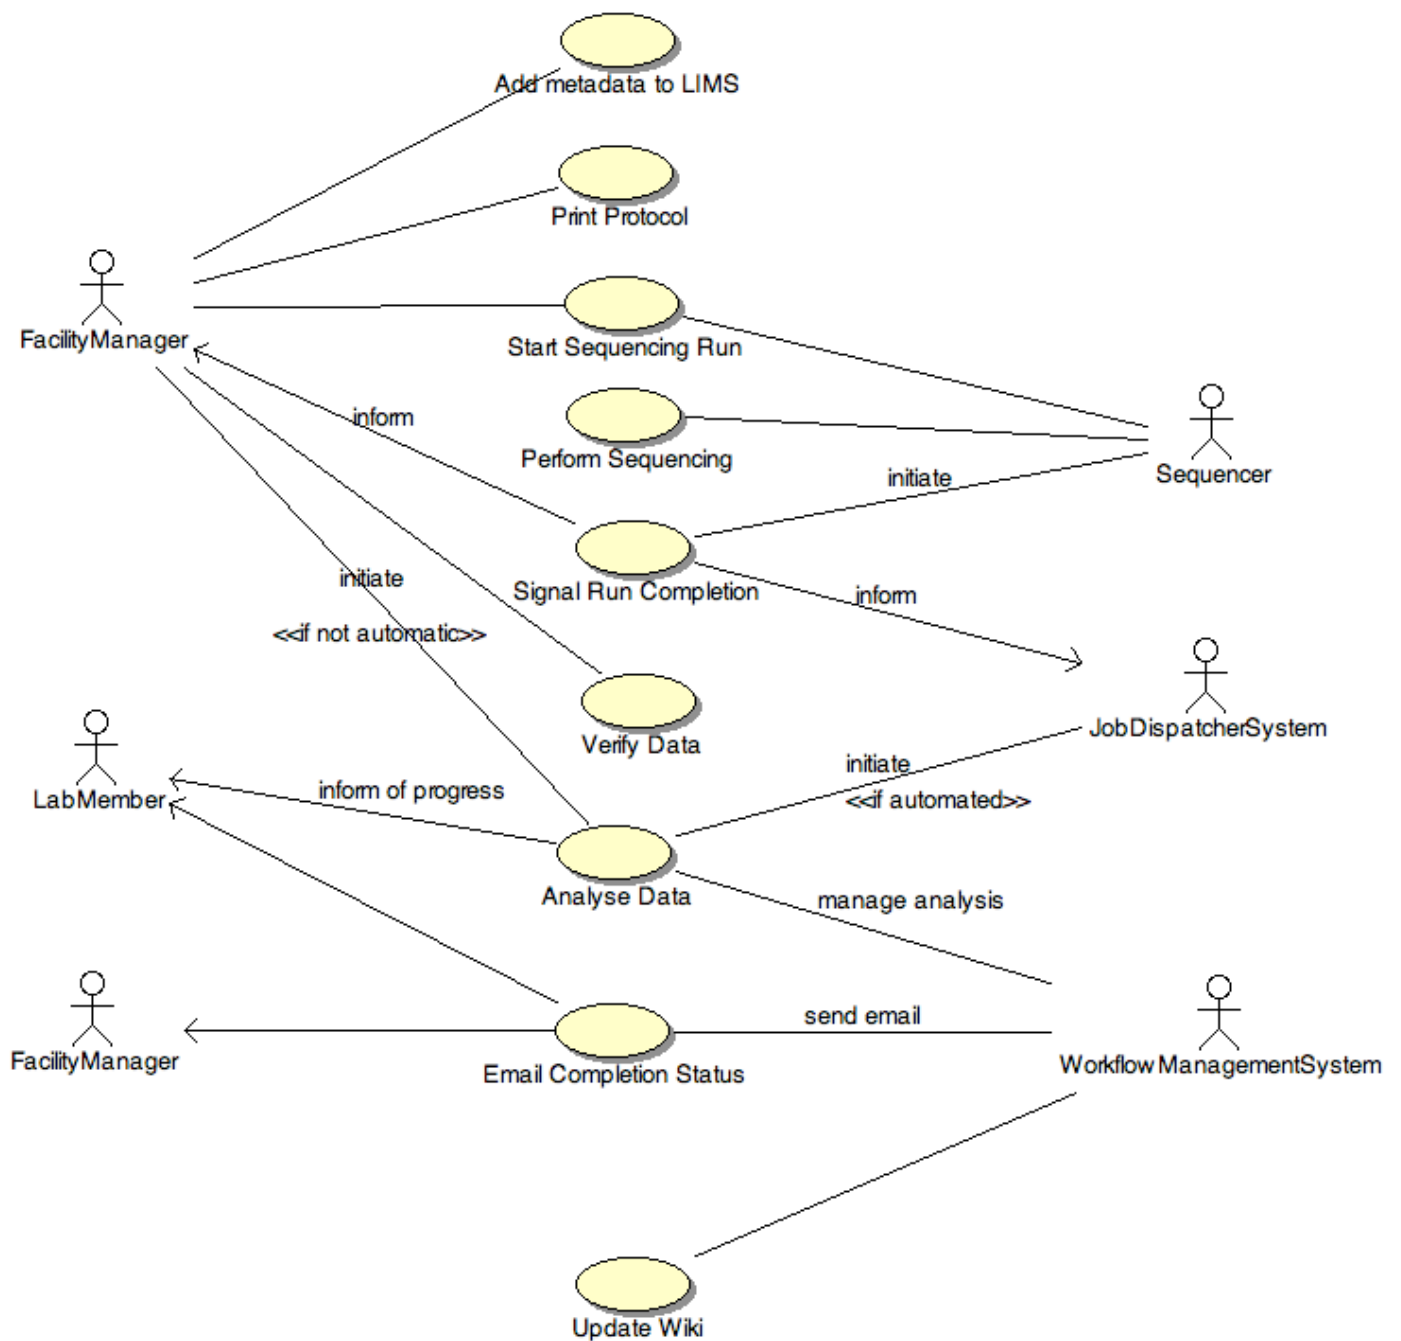 Add metadata to LIMS
Print Protocol
FacilityManager
Start Sequencing Run
inform
Perform Sequencing
Sequencer
initiate
Signal Run Completion
inform
initiate
<<if not automatic>>
Verify Data
JobDispatcherSystem
LabMember
inform of progress
initiate
<<if automated>>
Analyse Data
manage analysis
FacilityManager
send email
Email Completion Status
WorkflowManagementSystem
Update Wiki